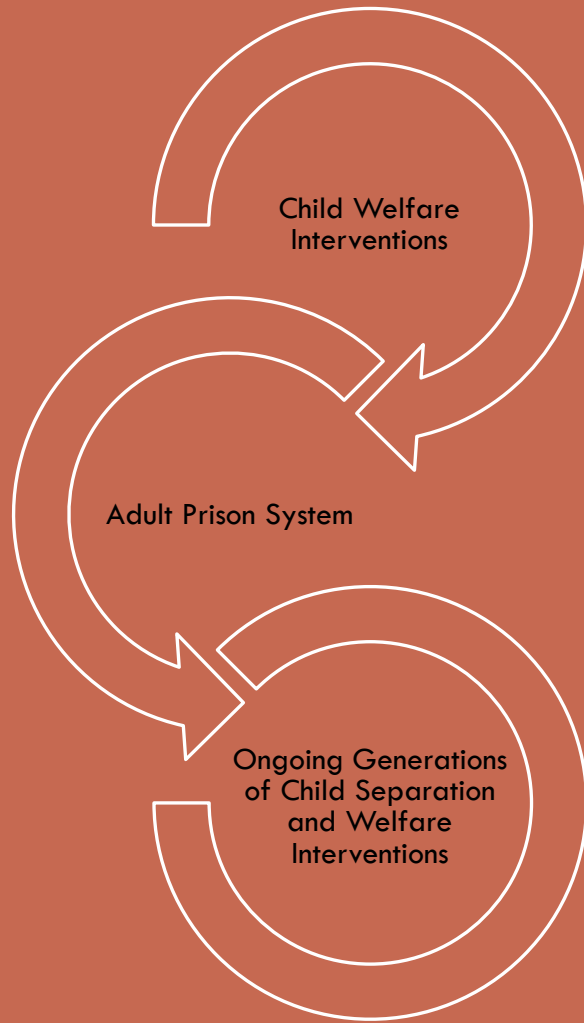 Child Welfare
Interventions
Adult Prison System
Ongoing Generations
of Child Separation
and Welfare
Interventions